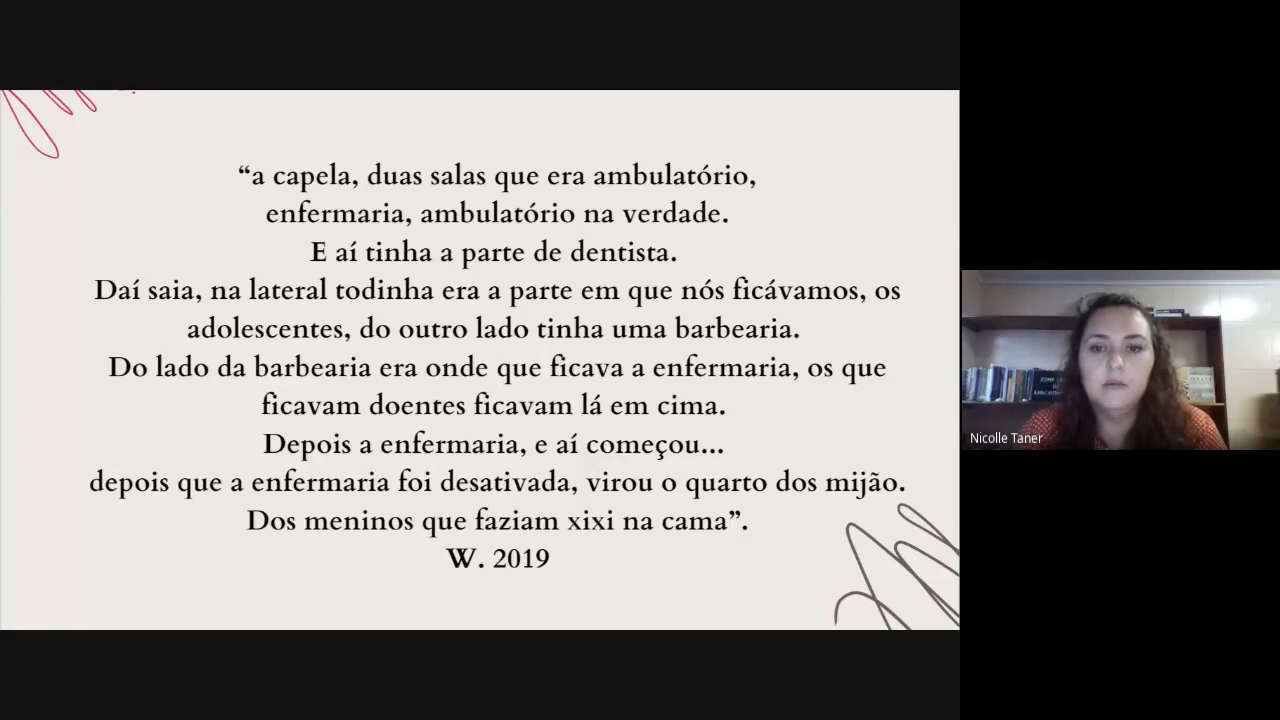 “a capela, duas salas que era ambulatório,
enfermaria, ambulatório na verdade.
E aí tinha a parte de dentista.
Daí saia, na lateral todinha era a parte em que nós ficávamos, os
adolescentes, do outro lado tinha uma barbearia.
Do lado da barbearia era onde que ficava a enfermaria, os que
ficavam doentes ficavam lá em cima.
Depois a enfermaria, e aí começou...
depois que a enfermaria foi desativada, virou o quarto dos mijão.
Dos meninos que faziam xixi na cama”.
W. 2019
Nicolle Taner